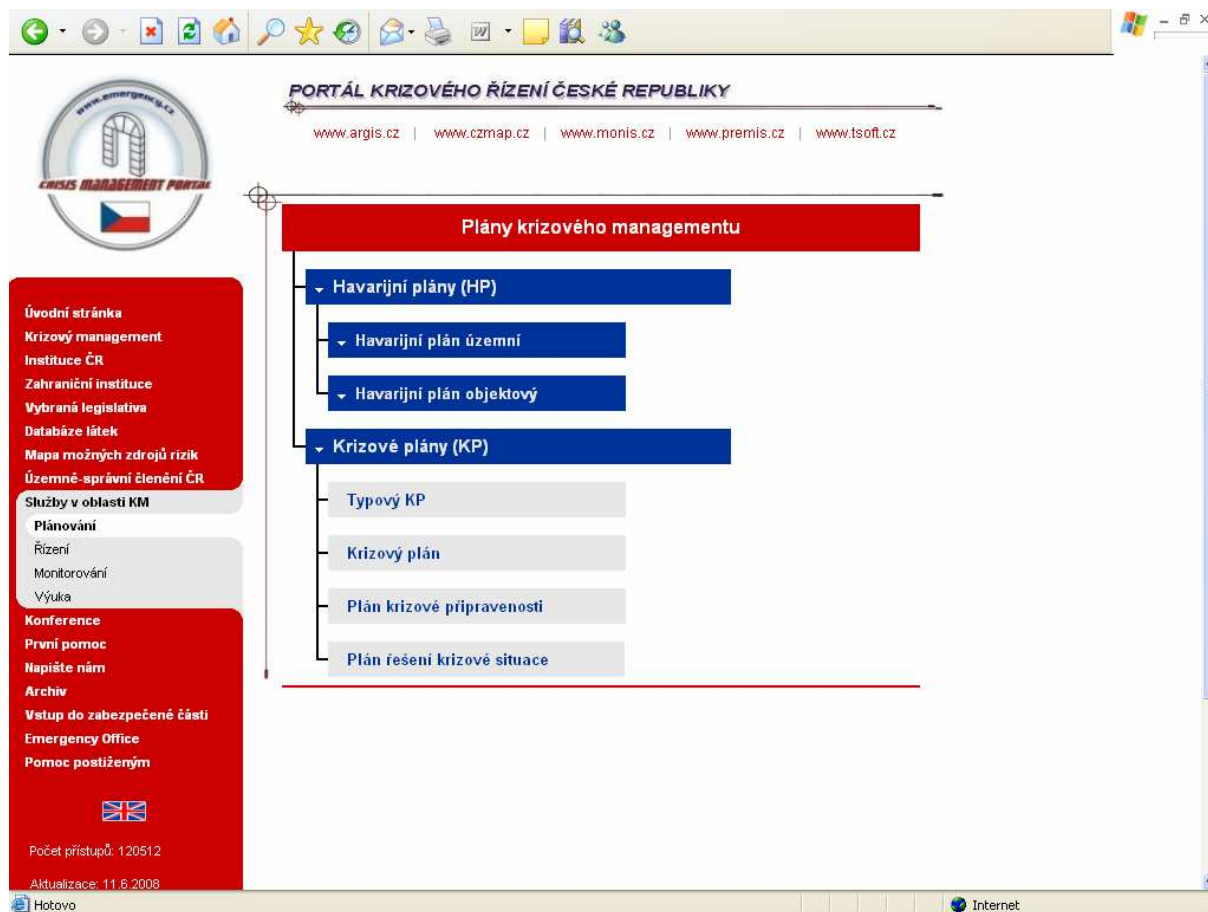 www.emergency.cz
CRISIS MANAGEMENT PORTAL
PORTÁL KRIZOVÉHO ŘÍZENÍ ČESKÉ REPUBLIKY
www.argis.cz | www.czmap.cz | www.monis.cz | www.premis.cz | www.tsoft.cz
Plány krizového managementu
Havarijní plány (HP)
Havarijní plán územní
Havarijní plán objektový
Krizové plány (KP)
Typový KP
Krizový plán
Plán krizové připravenosti
Plán řešení krizové situace
Úvodní stránka
Krizový management
Instituce ČR
Zahraniční instituce
Vybraná legislativa
Databáze látek
Mapa možných zdrojů rizik
Územně-správní členění ČR
Služby v oblasti KM
Plánování
Řízení
Monitorování
Výuka
Konference
První pomoc
Napište nám
Archiv
Vstup do zabezpečené části
Emergency Office
Pomoc postiženým
Počet přístupů: 120512
Aktualizace: 11.6.2008
Hotovo
Internet